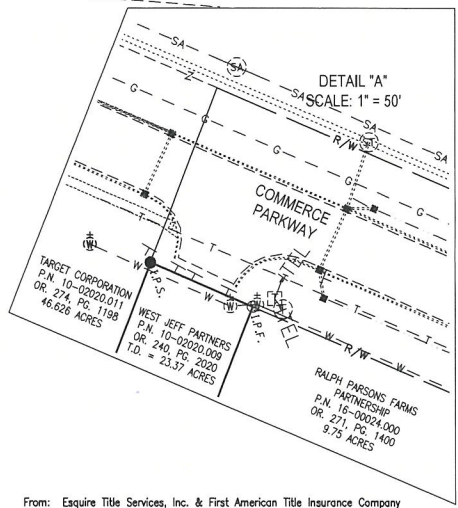 DETAIL "A"
SCALE: 1" = 50'
SA
SA
SA
SA
SA
SA
Z
G
G
G
G
G
R/W
COMMERCE
PARKWAY
T
T
T
T
W
W
W
W
W
W
W
W
R/W
I.P.S.
I.P.F.
TARGET CORPORATION
P.N. 10-02020.011
OR. 274, PG. 1198
46.626 ACRES
WEST JEFF PARTNERS
P.N. 10-02020.009
OR. 240, PG. 2020
T.D. = 23.37 ACRES
RALPH PARSONS FARMS
PARTNERSHIP
P.N. 16-00024.000
OR. 271, PG. 1400
9.75 ACRES
From: Esquire Title Services, Inc. & First American Title Insurance Company